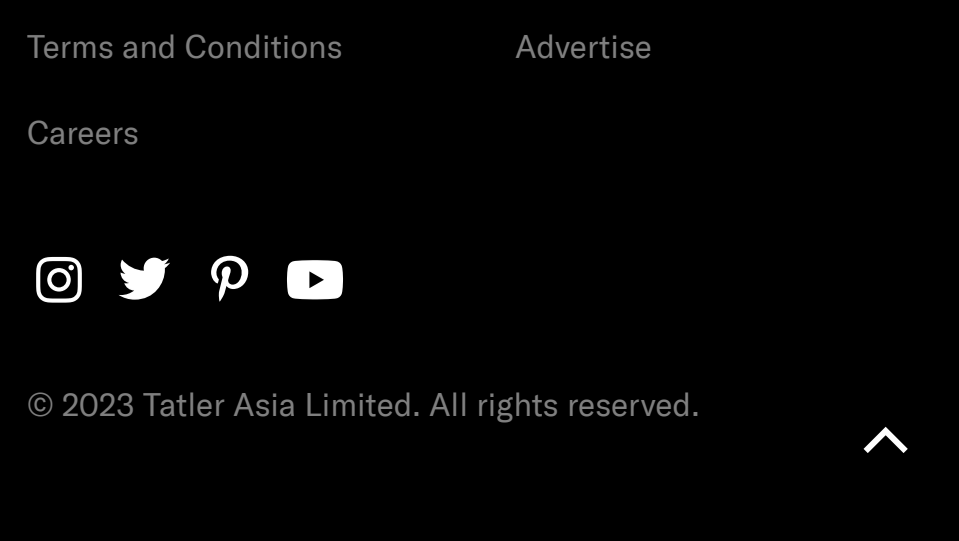 Terms and Conditions
Advertise
Careers
© 2023 Tatler Asia Limited. All rights reserved.